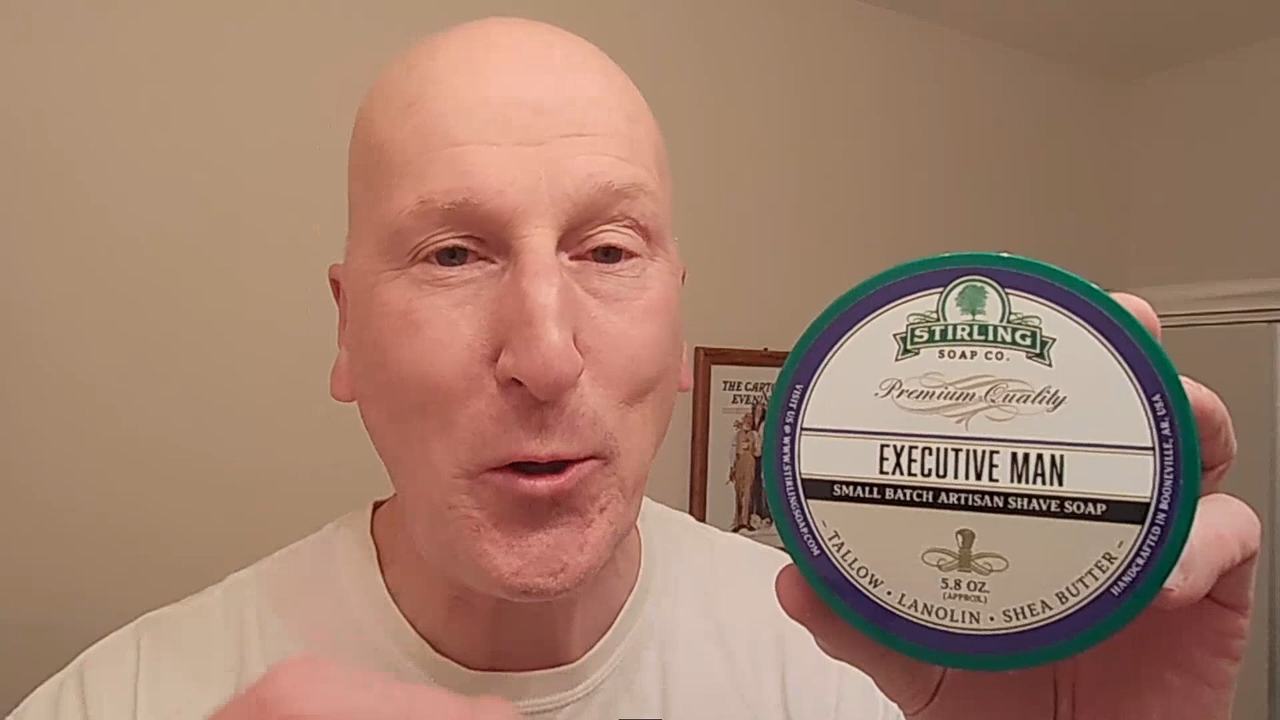 STIRLING
SOAP CO.
Premium Quality
EXECUTIVE MAN
SMALL BATCH ARTISAN SHAVE SOAP
5.8 OZ.
(APPROX.)
- TALLOW • LANOLIN • SHEA BUTTER -
VISIT US @ WWW.STIRLINGSOAP.COM
HANDCRAFTED IN BOONEVILLE, AR, USA
THE